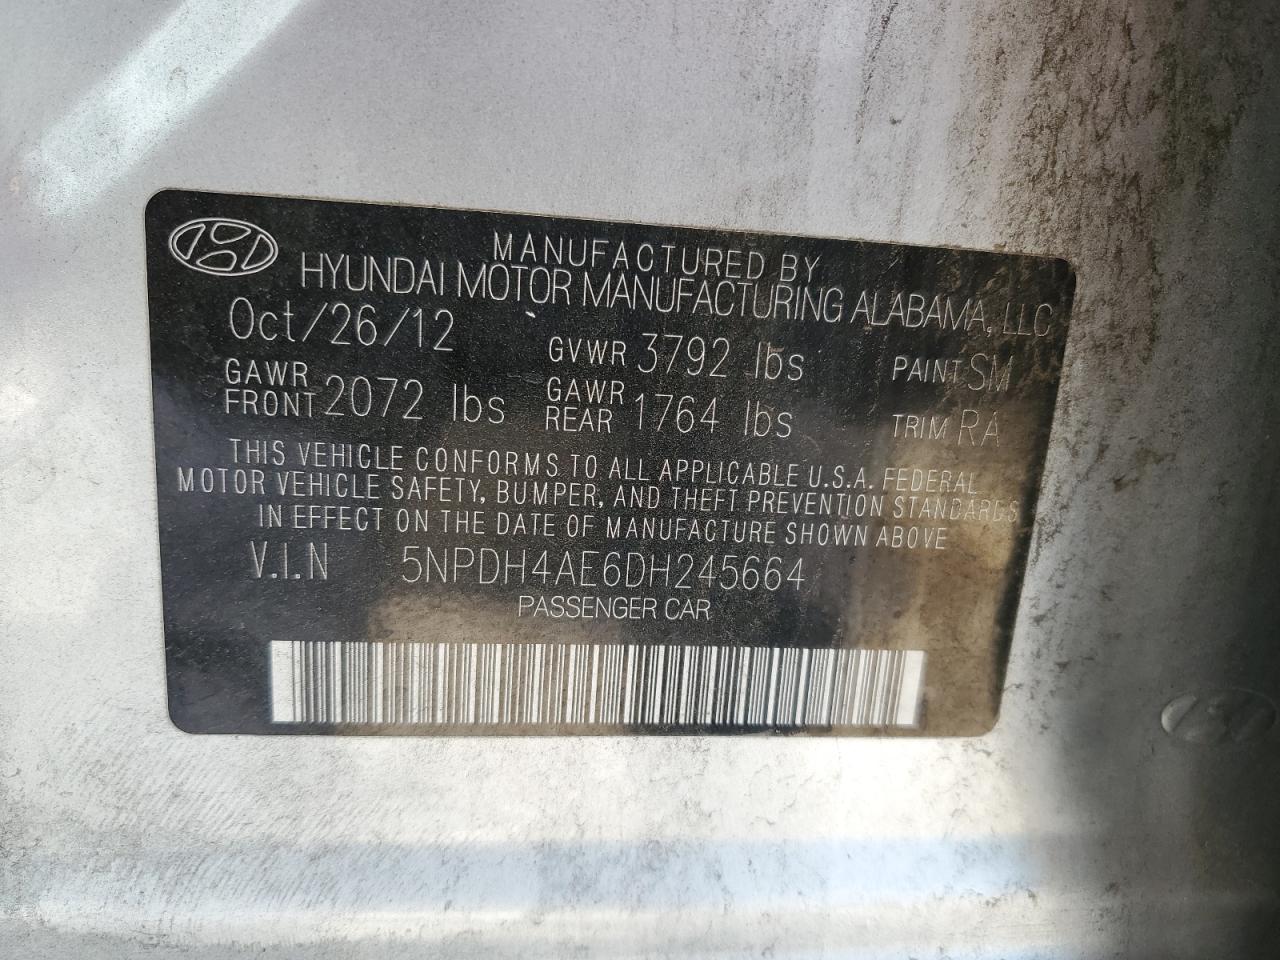 MANUFACTURED BY
HYUNDAI MOTOR MANUFACTURING ALABAMA, LLC
Oct/26/12 GVWR 3792 lbs PAINT SM
GAWR FRONT 2072 lbs GAWR REAR 1764 lbs TRIM RA
THIS VEHICLE CONFORMS TO ALL APPLICABLE U.S.A. FEDERAL
MOTOR VEHICLE SAFETY, BUMPER, AND THEFT PREVENTION STANDARDS
IN EFFECT ON THE DATE OF MANUFACTURE SHOWN ABOVE
V.I.N 5NPDH4AE6DH245664
PASSENGER CAR